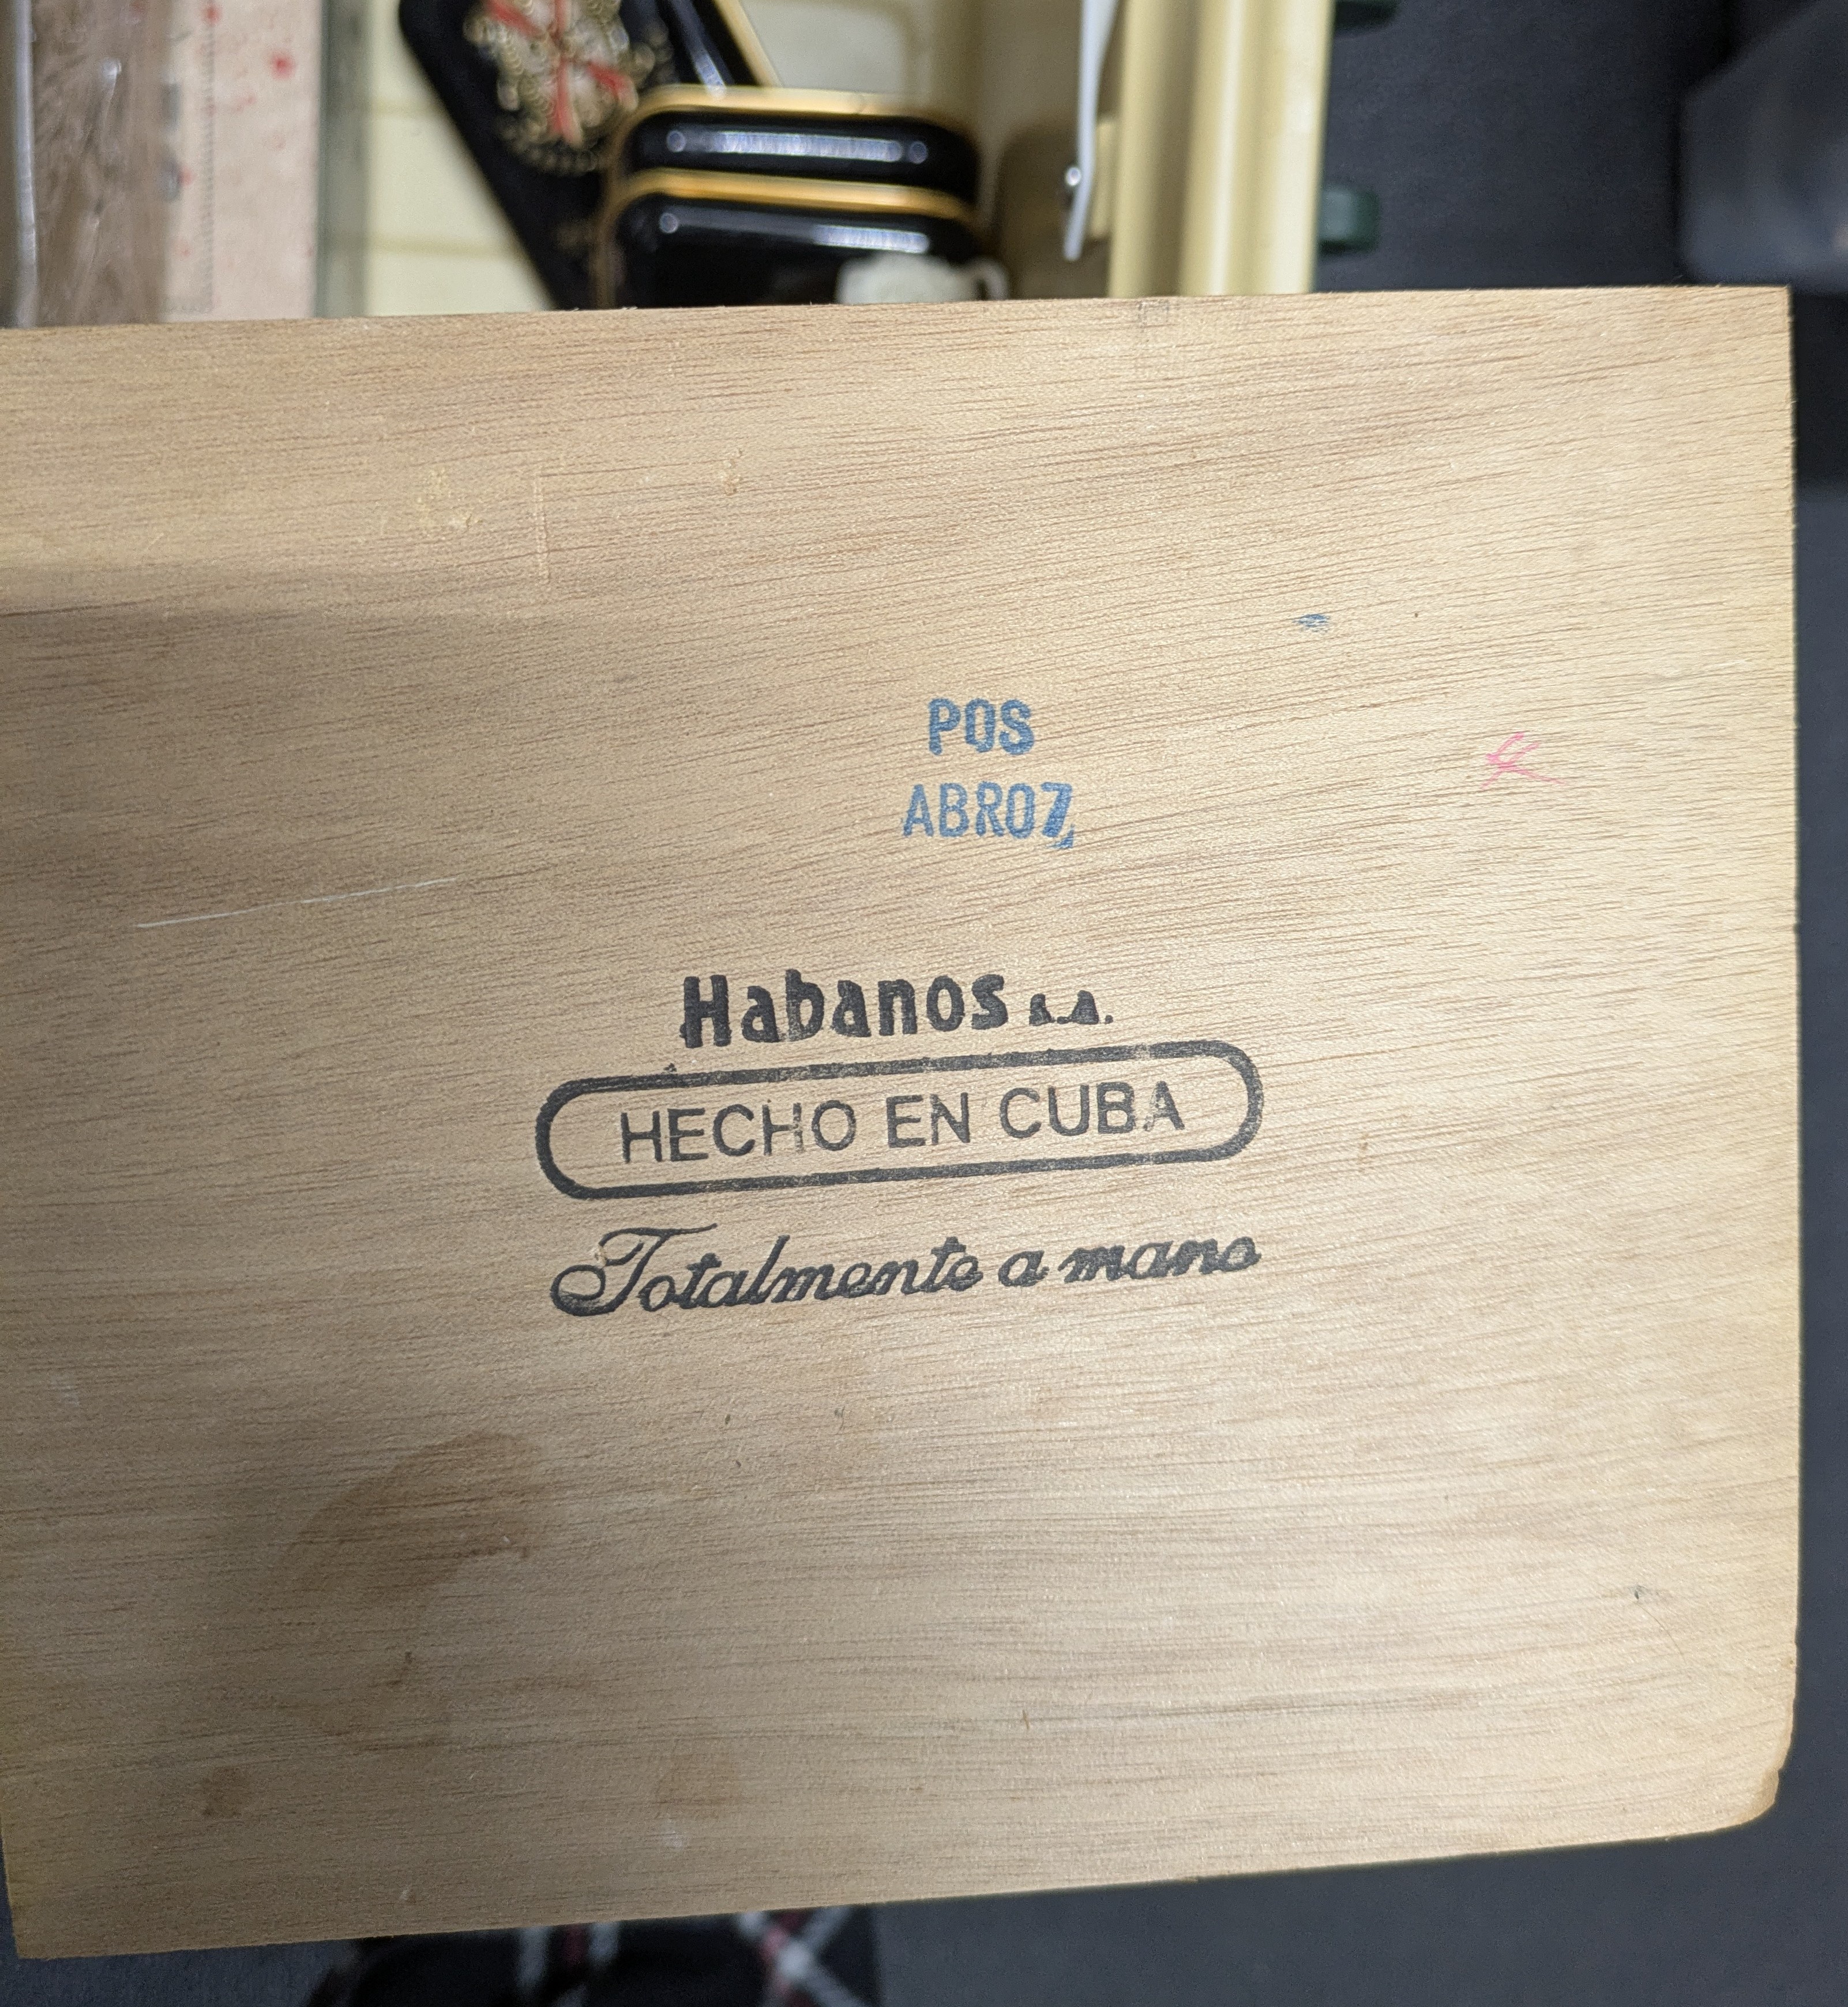 POS
ABR07
Habanos s.a.
HECHO EN CUBA
Totalmente a mano